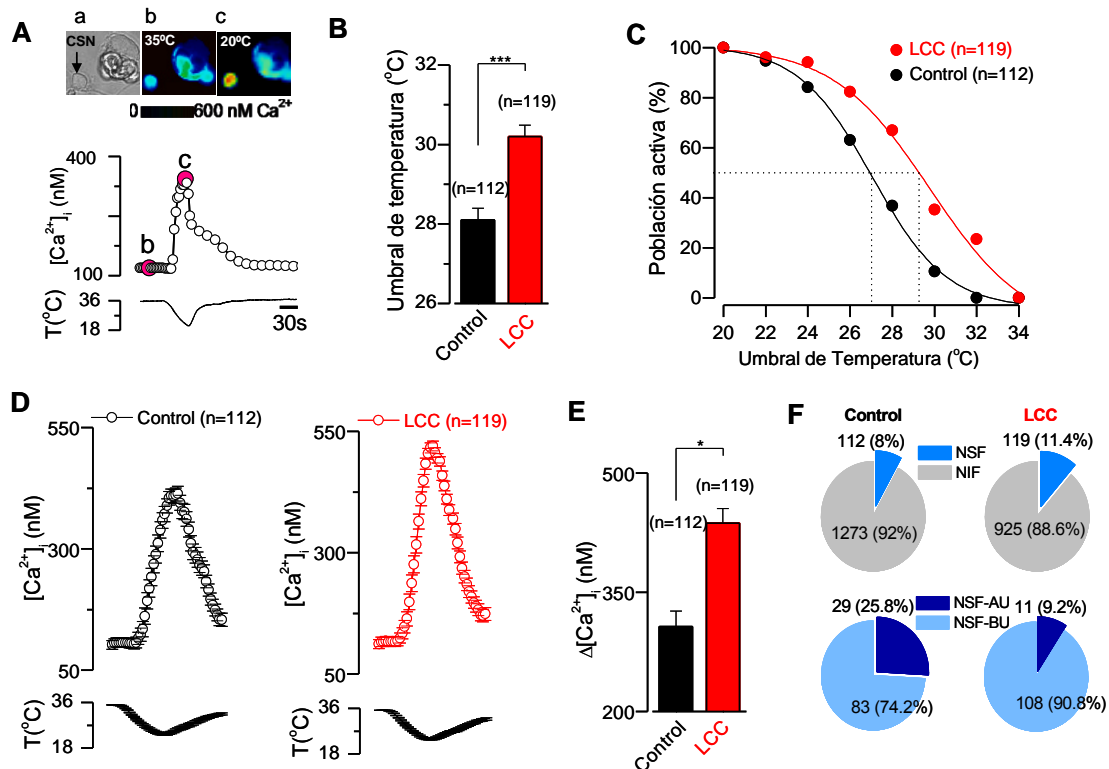 A
a
b
c
CSN
35ºC
20ºC
0
600 nM Ca2+
400
[Ca2+]i (nM)
100
b
c
36
T(ºC)
18
30s
B
Umbral de temperatura (ºC)
32
30
28
26
***
(n=112)
(n=119)
Control
LCC
C
LCC (n=119)
Control (n=112)
Población activa (%)
100
80
60
40
20
0
20
22
24
26
28
30
32
34
Umbral de Temperatura (ºC)
D
Control (n=112)
550
[Ca2+]i (nM)
300
50
36
T(ºC)
18
LCC (n=119)
550
[Ca2+]i (nM)
300
50
36
T(ºC)
18
E
Δ[Ca2+]i (nM)
500
350
200
*
(n=112)
(n=119)
Control
LCC
F
Control
LCC
112 (8%)
NSF
NIF
119 (11.4%)
1273 (92%)
925 (88.6%)
29 (25.8%)
NSF-AU
NSF-BU
11 (9.2%)
83 (74.2%)
108 (90.8%)